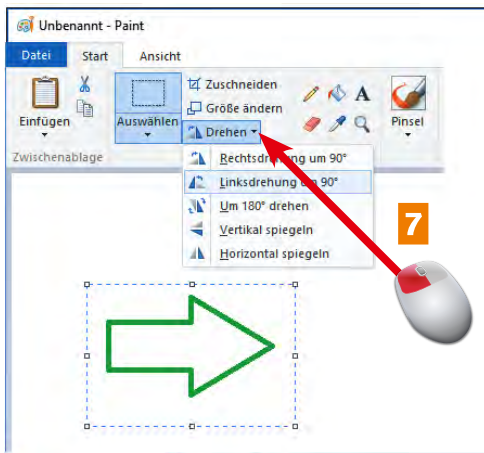 Unbenannt - Paint
Datei Start Ansicht
Zuschneiden
Größe ändern
Einfügen Auswählen Drehen A Pinsel
Zwischenablage
Rechtsdrehung um 90°
Linksdrehung um 90°
Um 180° drehen
Vertikal spiegeln
Horizontal spiegeln
7